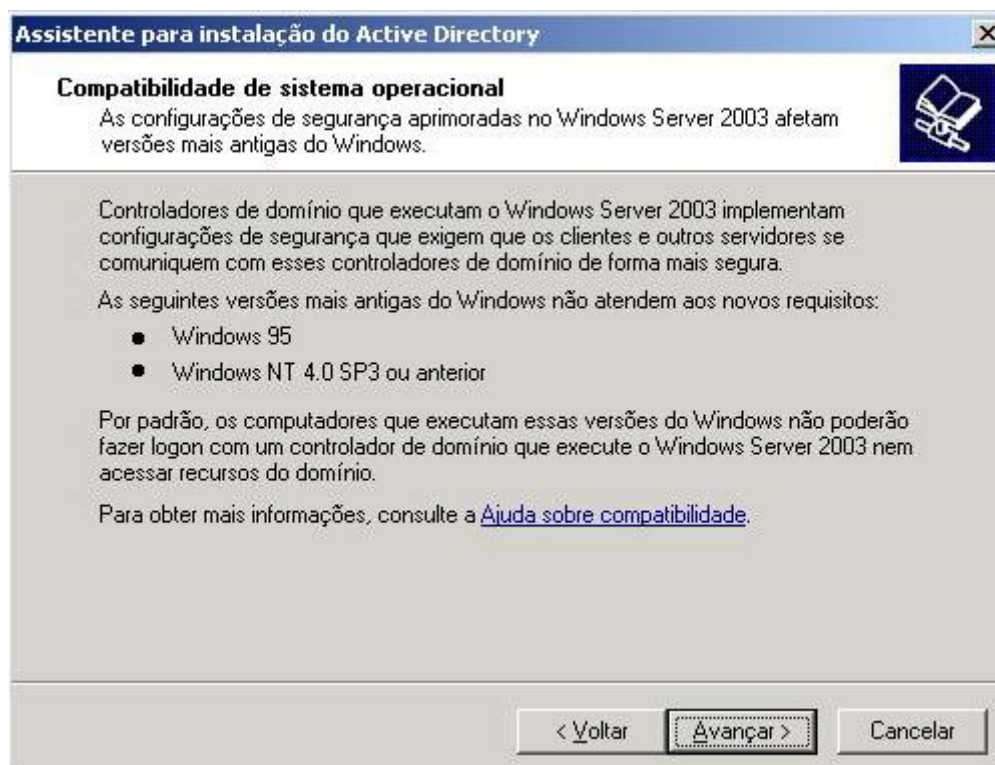 Assistente para instalação do Active Directory
Compatibilidade de sistema operacional
As configurações de segurança aprimoradas no Windows Server 2003 afetam
versões mais antigas do Windows.
Controladores de domínio que executam o Windows Server 2003 implementam
configurações de segurança que exigem que os clientes e outros servidores se
comuniquem com esses controladores de domínio de forma mais segura.
As seguintes versões mais antigas do Windows não atendem aos novos requisitos:
● Windows 95
● Windows NT 4.0 SP3 ou anterior
Por padrão, os computadores que executam essas versões do Windows não poderão
fazer logon com um controlador de domínio que execute o Windows Server 2003 nem
acessar recursos do domínio.
Para obter mais informações, consulte a Ajuda sobre compatibilidade.
< Voltar Avançar > Cancelar